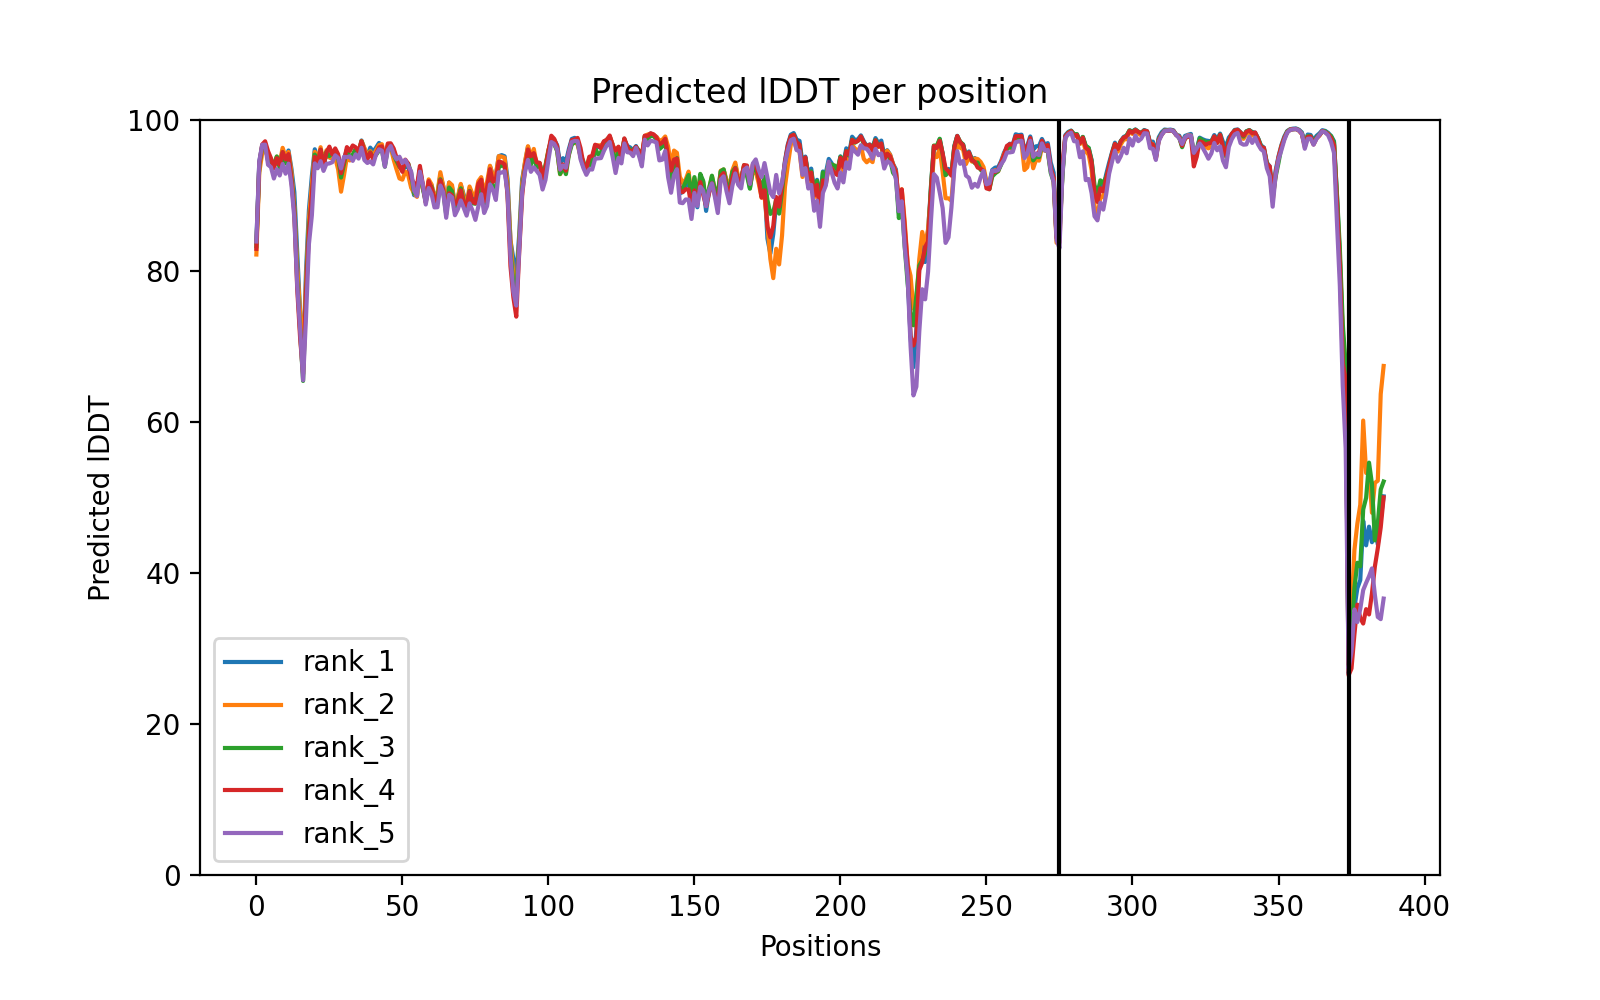 Predicted lDDT per position
100
80
60
40
20
0
Predicted lDDT
rank_1
rank_2
rank_3
rank_4
rank_5
0 50 100 150 200 250 300 350 400
Positions